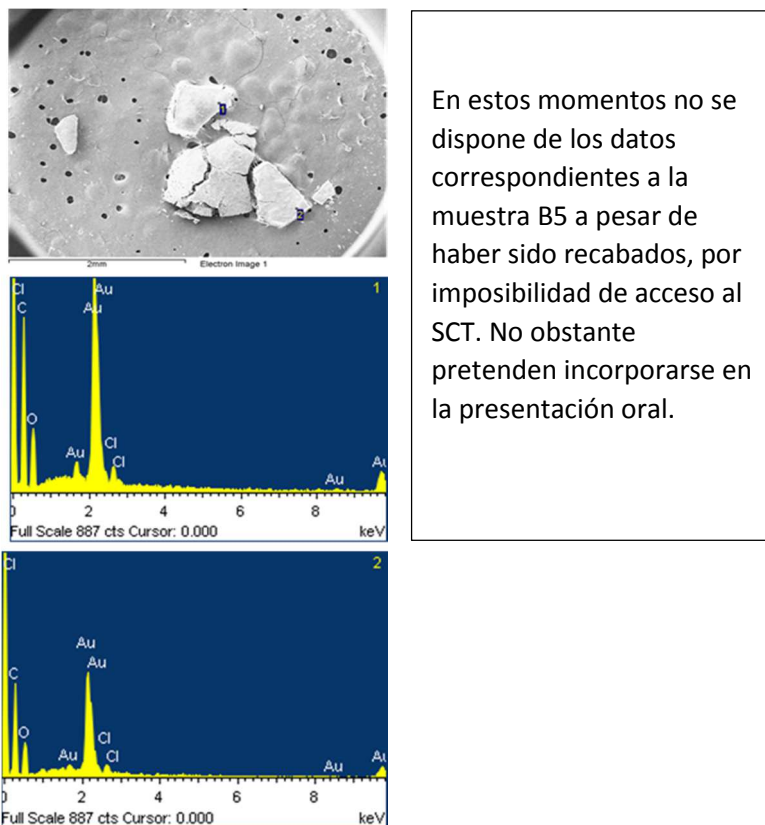 1
2
2mm
Electron Image 1
En estos momentos no se
dispone de los datos
correspondientes a la
muestra B5 a pesar de
haber sido recabados, por
imposibilidad de acceso al
SCT. No obstante
pretenden incorporarse en
la presentación oral.
Cl
Au
1
C
Au
O
Au
Cl
Cl
Au
Au
0 2 4 6 8
Full Scale 887 cts Cursor: 0.000 keV
Cl
2
Au
Au
C
O
Au
Cl
Cl
Au
Au
0 2 4 6 8
Full Scale 887 cts Cursor: 0.000 keV